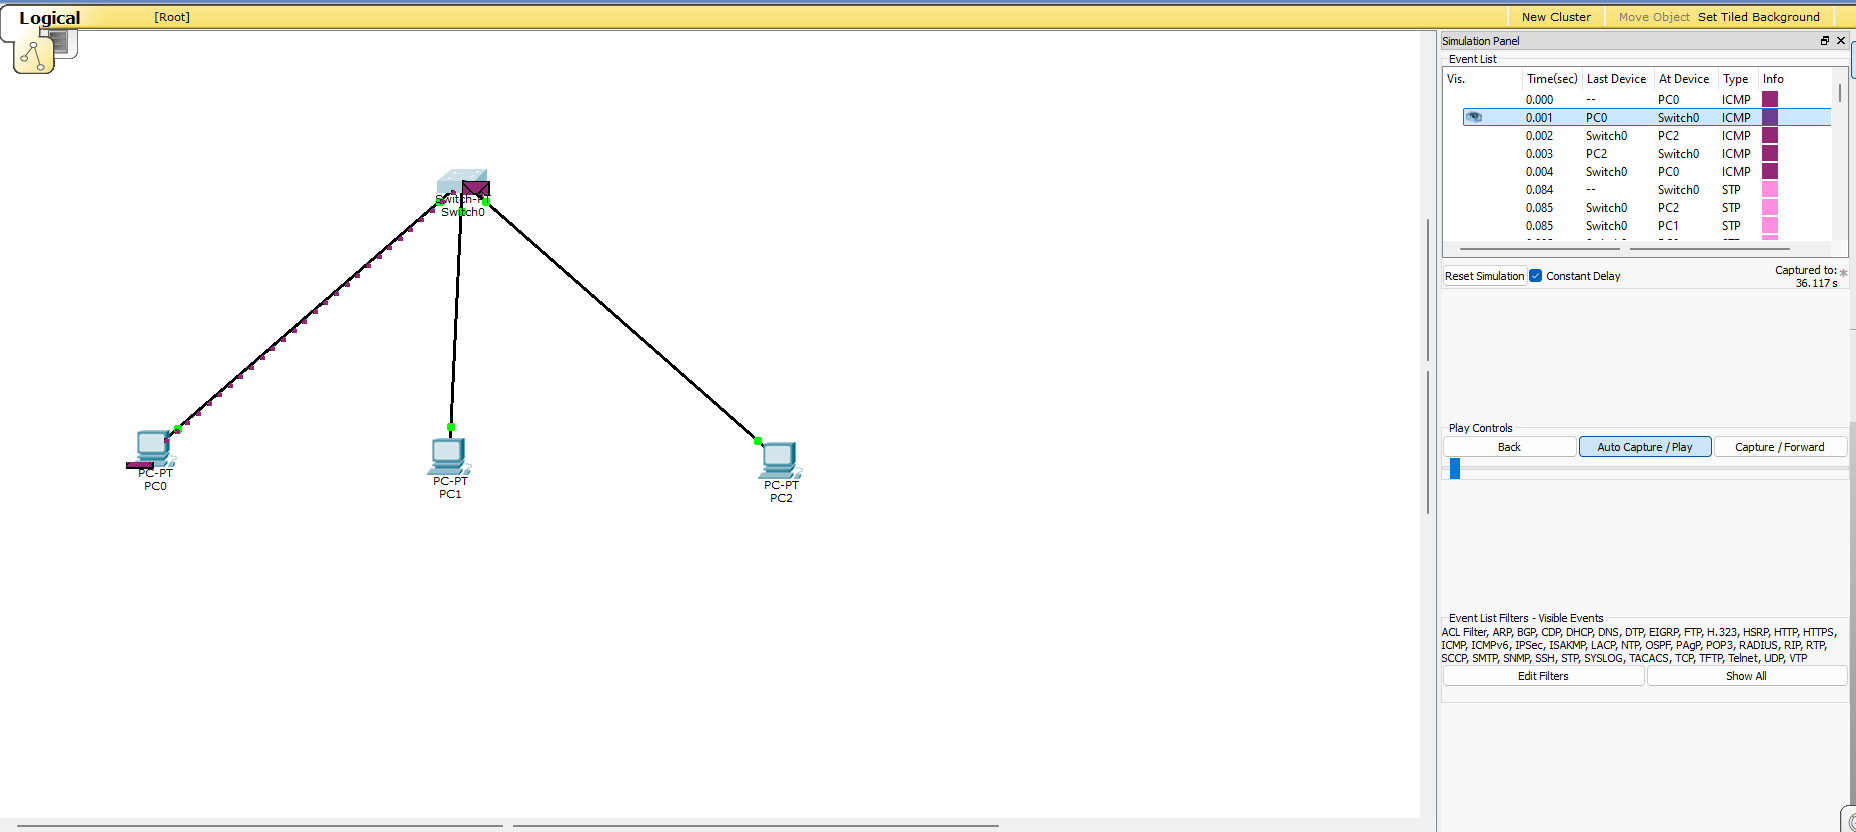 Logical [Root] New Cluster Move Object Set Tiled Background
Simulation Panel
Event List
Vis. Time(sec) Last Device At Device Type Info
0.000 -- PC0 ICMP
0.001 PC0 Switch0 ICMP
0.002 Switch0 PC2 ICMP
0.003 PC2 Switch0 ICMP
0.004 Switch0 PC0 ICMP
0.084 -- Switch0 STP
0.085 Switch0 PC2 STP
0.085 Switch0 PC1 STP
Reset Simulation Constant Delay Captured to:
36.117 s
Switch-PT
Switch0
PC-PT
PC0
PC-PT
PC1
PC-PT
PC2
Play Controls
Back Auto Capture / Play Capture / Forward
Event List Filters - Visible Events
ACL Filter, ARP, BGP, CDP, DHCP, DNS, DTP, EIGRP, FTP, H.323, HSRP, HTTP, HTTPS,
ICMP, ICMPv6, IPSec, ISAKMP, LACP, NTP, OSPF, PAgP, POP3, RADIUS, RIP, RTP,
SCCP, SMTP, SNMP, SSH, STP, SYSLOG, TACACS, TCP, TFTP, Telnet, UDP, VTP
Edit Filters Show All